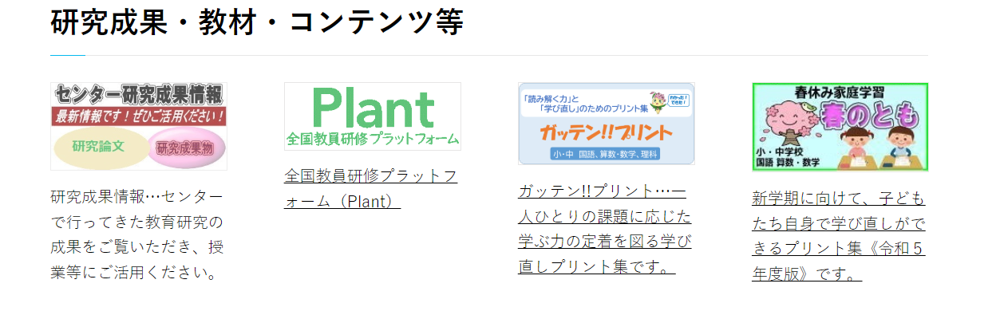 研究成果・教材・コンテンツ等
センター研究成果情報
最新情報です！ぜひご活用ください！
研究論文
研究成果物
研究成果情報…センター
で行ってきた教育研究の
成果をご覧いただき、授
業等にご活用ください。
Plant
全国教員研修プラットフォーム
全国教員研修プラットフ
ォーム（Plant）
「読み解く力」と
「学び直し」のためのプリント集
わかった！
できた！
ガッテン!!プリント
小・中 国語、算数・数学、理科
ガッテン!!プリント…一
人ひとりの課題に応じた
学ぶ力の定着を図る学び
直しプリント集です。
春休み家庭学習
春のとも
小・中学校
国語 算数・数学
新学期に向けて、子ども
たち自身で学び直しがで
きるプリント集《令和５
年度版》です。